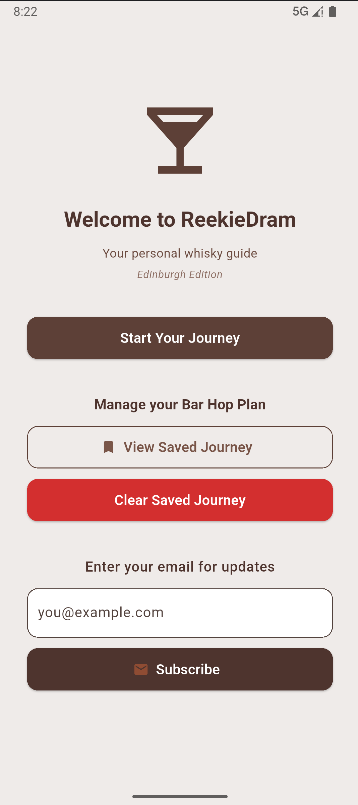 8:22 5G
Welcome to ReekieDram
Your personal whisky guide
Edinburgh Edition
Start Your Journey
Manage your Bar Hop Plan
View Saved Journey
Clear Saved Journey
Enter your email for updates
you@example.com
Subscribe